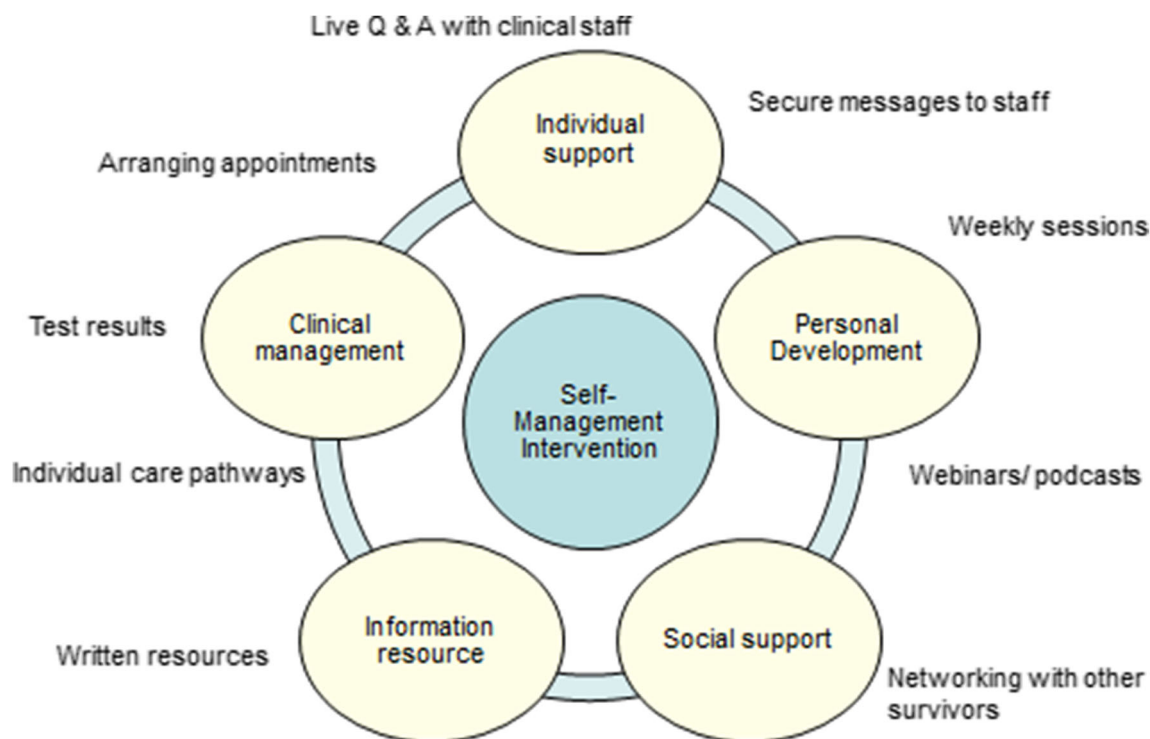 Live Q & A with clinical staff
Individual
support
Secure messages to staff
Arranging appointments
Weekly sessions
Clinical
management
Test results
Personal
Development
Self-
Management
Intervention
Individual care pathways
Webinars/ podcasts
Information
resource
Social support
Written resources
Networking with other
survivors